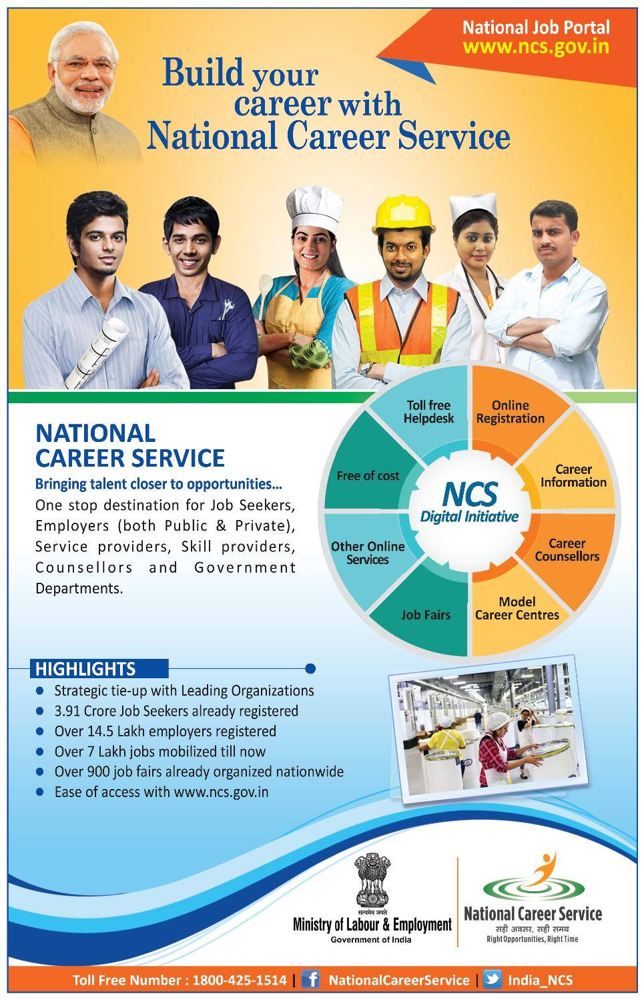 National Job Portal
www.ncs.gov.in
Build your
career with
National Career Service
Toll free
Helpdesk
Online
Registration
Free of cost
Career
Information
NCS
Digital Initiative
Other Online
Services
Career
Counsellors
Job Fairs
Model
Career Centres
NATIONAL
CAREER SERVICE
Bringing talent closer to opportunities...
One stop destination for Job Seekers,
Employers (both Public & Private),
Service providers, Skill providers,
Counsellors and Government
Departments.
HIGHLIGHTS
• Strategic tie-up with Leading Organizations
• 3.91 Crore Job Seekers already registered
• Over 14.5 Lakh employers registered
• Over 7 Lakh jobs mobilized till now
• Over 900 job fairs already organized nationwide
• Ease of access with www.ncs.gov.in
सत्यमेव जयते
Ministry of Labour & Employment
Government of India
National Career Service
सही अवसर, सही समय
Right Opportunities, Right Time
Toll Free Number : 1800-425-1514 | f NationalCareerService | India_NCS